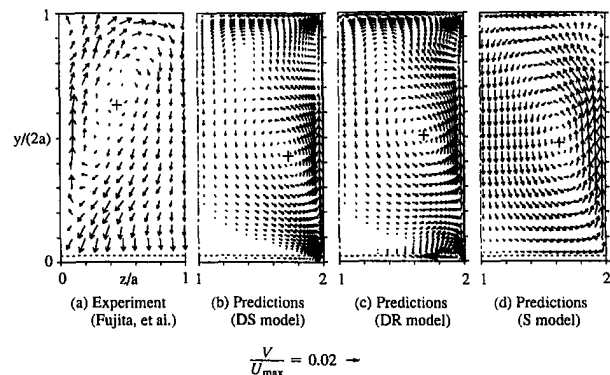 1
y/(2a)
0
0 z/a 1 1 2 1 2 1 2
(a) Experiment (b) Predictions (c) Predictions (d) Predictions
(Fujita, et al.) (DS model) (DR model) (S model)
V/U_max = 0.02 →